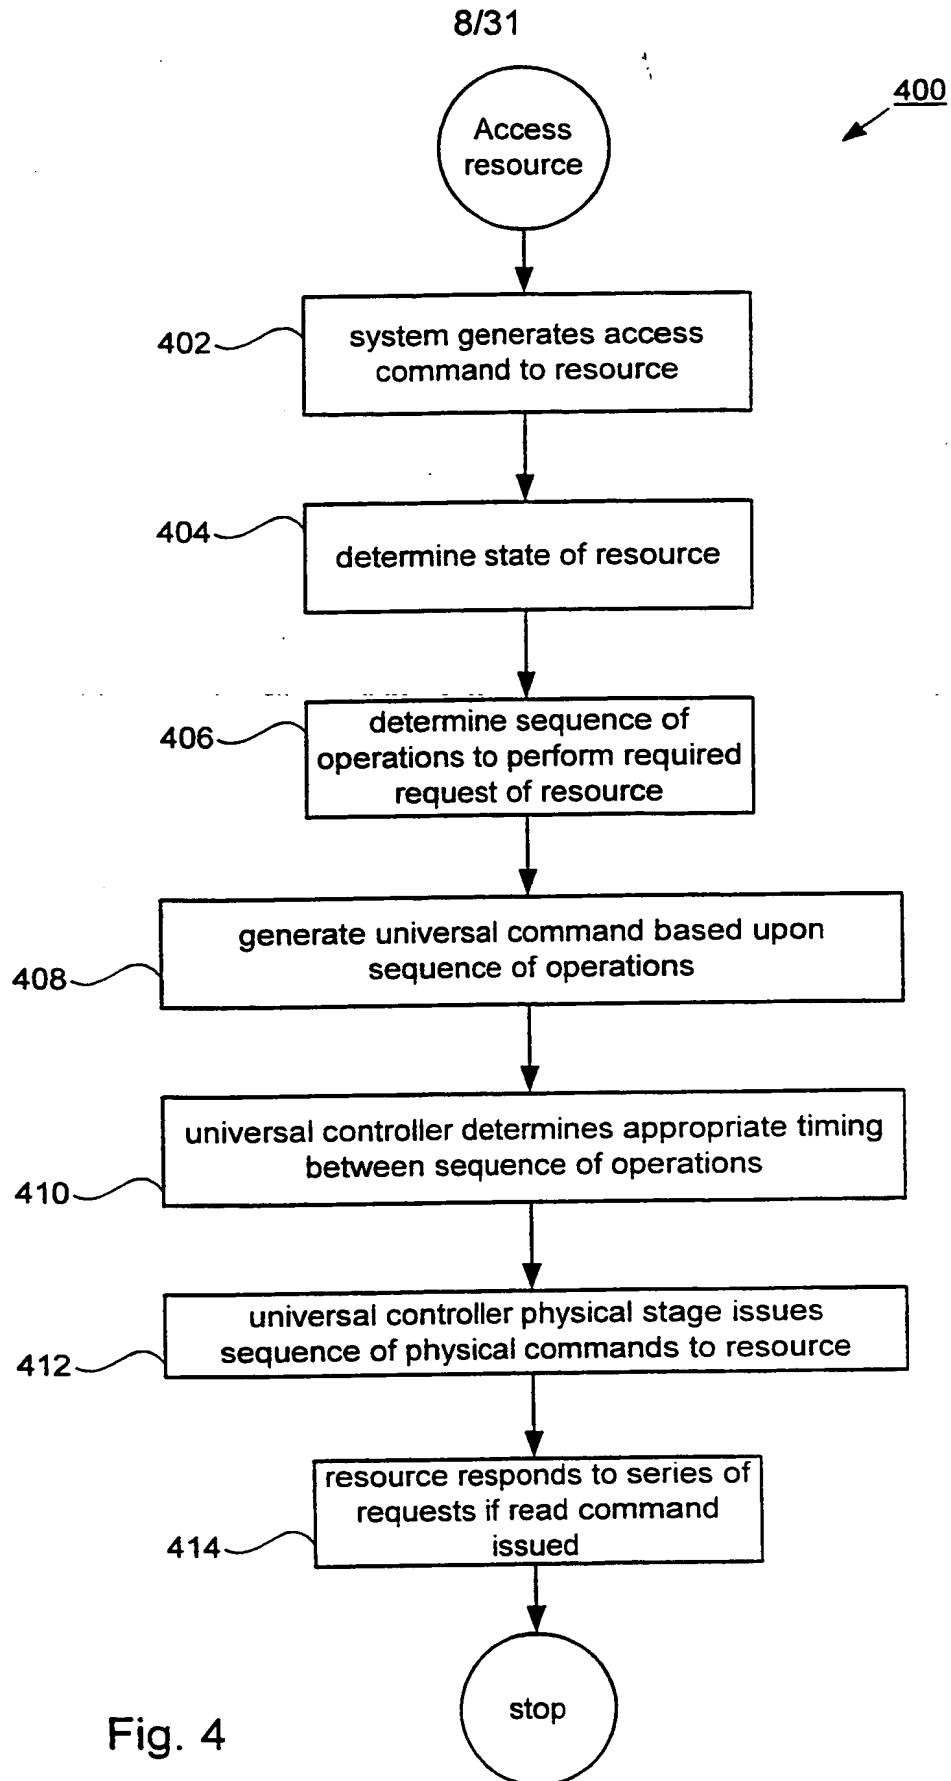 8/31
400
Access
resource
402
system generates access
command to resource
404
determine state of resource
406
determine sequence of
operations to perform required
request of resource
408
generate universal command based upon
sequence of operations
410
universal controller determines appropriate timing
between sequence of operations
412
universal controller physical stage issues
sequence of physical commands to resource
414
resource responds to series of
requests if read command
issued
stop
Fig. 4